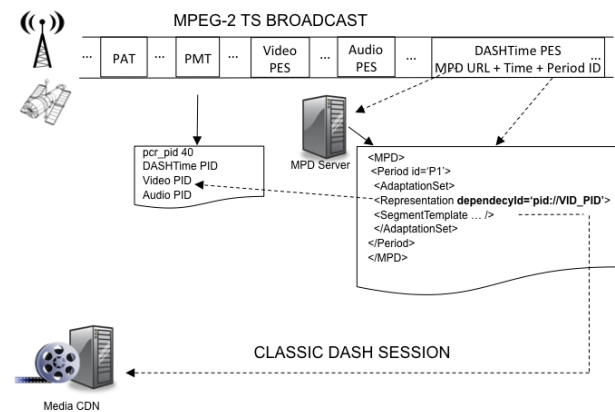 MPEG-2 TS BROADCAST
... PAT ... PMT ... Video PES ... Audio PES ... DASHTime PES
MPD URL + Time + Period ID ...
MPD Server
pcr_pid 40
DASHTime PID
Video PID
Audio PID
<MPD>
<Period id='P1'>
<AdaptationSet>
<Representation dependecyId='pid://VID_PID'>
<SegmentTemplate ... />
</AdaptationSet>
</Period>
</MPD>
CLASSIC DASH SESSION
Media CDN